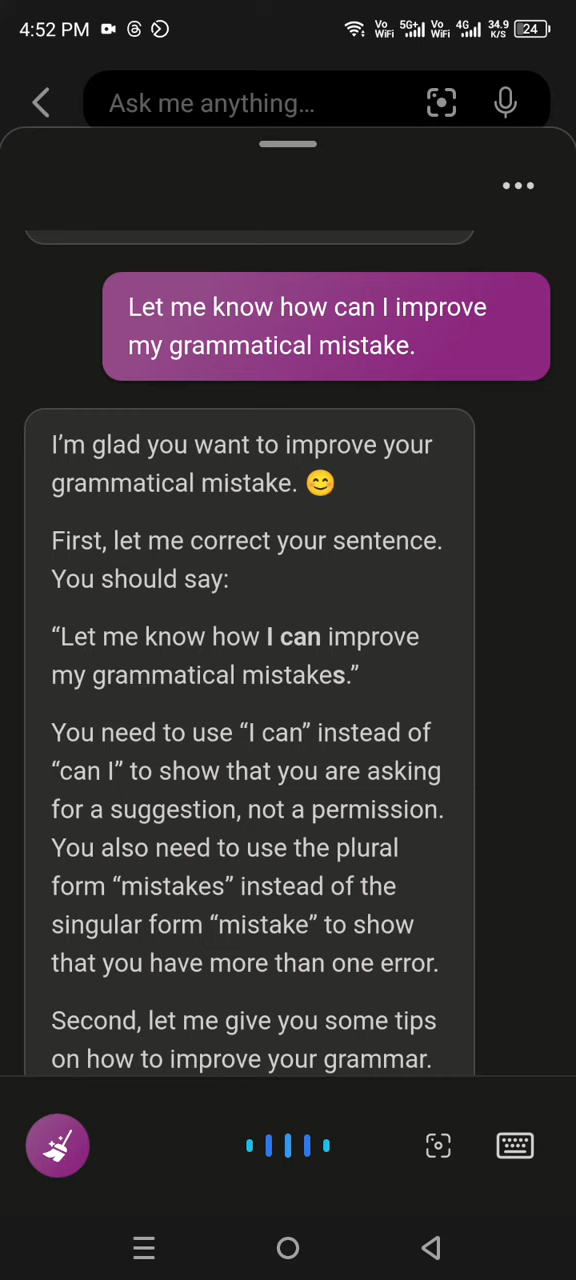 4:52 PM
Vo WiFi 5G+ Vo WiFi 4G 34.9 K/S 24
Ask me anything...
Let me know how can I improve
my grammatical mistake.
I'm glad you want to improve your
grammatical mistake. 😊
First, let me correct your sentence.
You should say:
“Let me know how I can improve
my grammatical mistakes.”
You need to use “I can” instead of
“can I” to show that you are asking
for a suggestion, not a permission.
You also need to use the plural
form “mistakes” instead of the
singular form “mistake” to show
that you have more than one error.
Second, let me give you some tips
on how to improve your grammar.